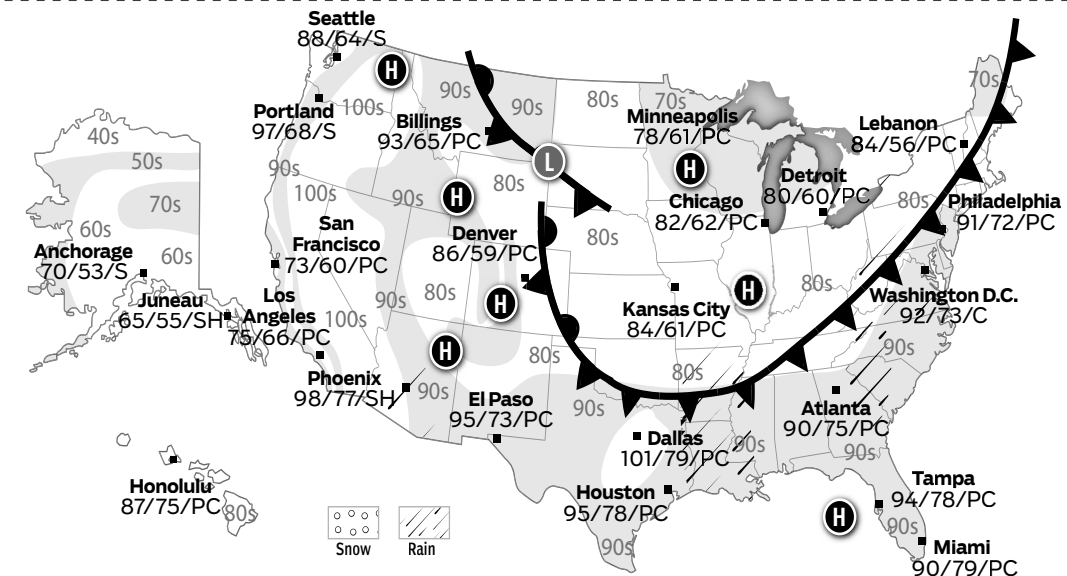 Seattle
88/64/S
H
90s
90s
80s
70s
70s
100s
Portland
97/68/S
Billings
93/65/PC
Minneapolis
78/61/PC
Lebanon
84/56/PC
40s
50s
70s
60s
60s
L
H
Detroit
80/60/PC
90s
100s
90s
H
80s
Chicago
82/62/PC
80s
Philadelphia
91/72/PC
Anchorage
70/53/S
San
Francisco
73/60/PC
Denver
86/59/PC
80s
Juneau
65/55/SH
Los
Angeles
75/66/PC
90s
80s
H
Kansas City
84/61/PC
H
80s
Washington D.C.
92/73/C
100s
H
80s
80s
90s
Phoenix
98/77/SH
90s
El Paso
95/73/PC
90s
Atlanta
90/75/PC
Dallas
101/79/PC
90s
90s
Honolulu
87/75/PC
80s
Houston
95/78/PC
Tampa
94/78/PC
H
90s
90s
Miami
90/79/PC
Snow
Rain